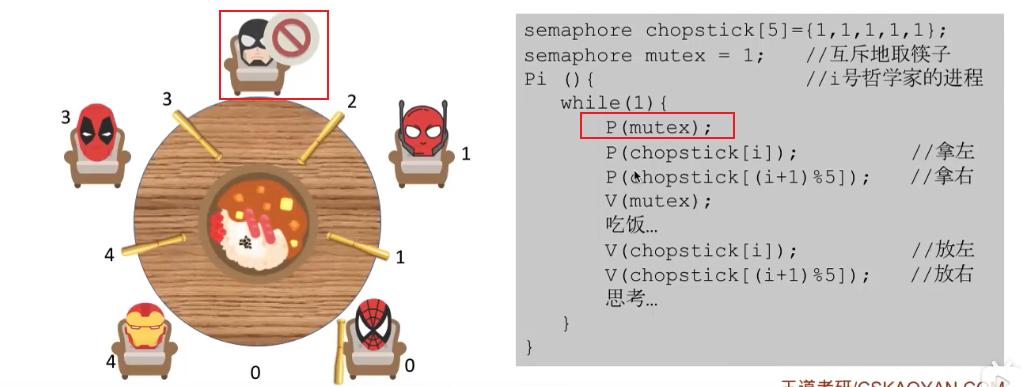 3
2
3
1
4
1
4
0
0
semaphore chopstick[5]={1,1,1,1,1};
semaphore mutex = 1; //互斥地取筷子
Pi (){ //i号哲学家的进程
while(1){
P(mutex);
P(chopstick[i]); //拿左
P(chopstick[(i+1)%5]); //拿右
V(mutex);
吃饭…
V(chopstick[i]); //放左
V(chopstick[(i+1)%5]); //放右
思考…
}
}
王道考研/CSKAOYAN.COM